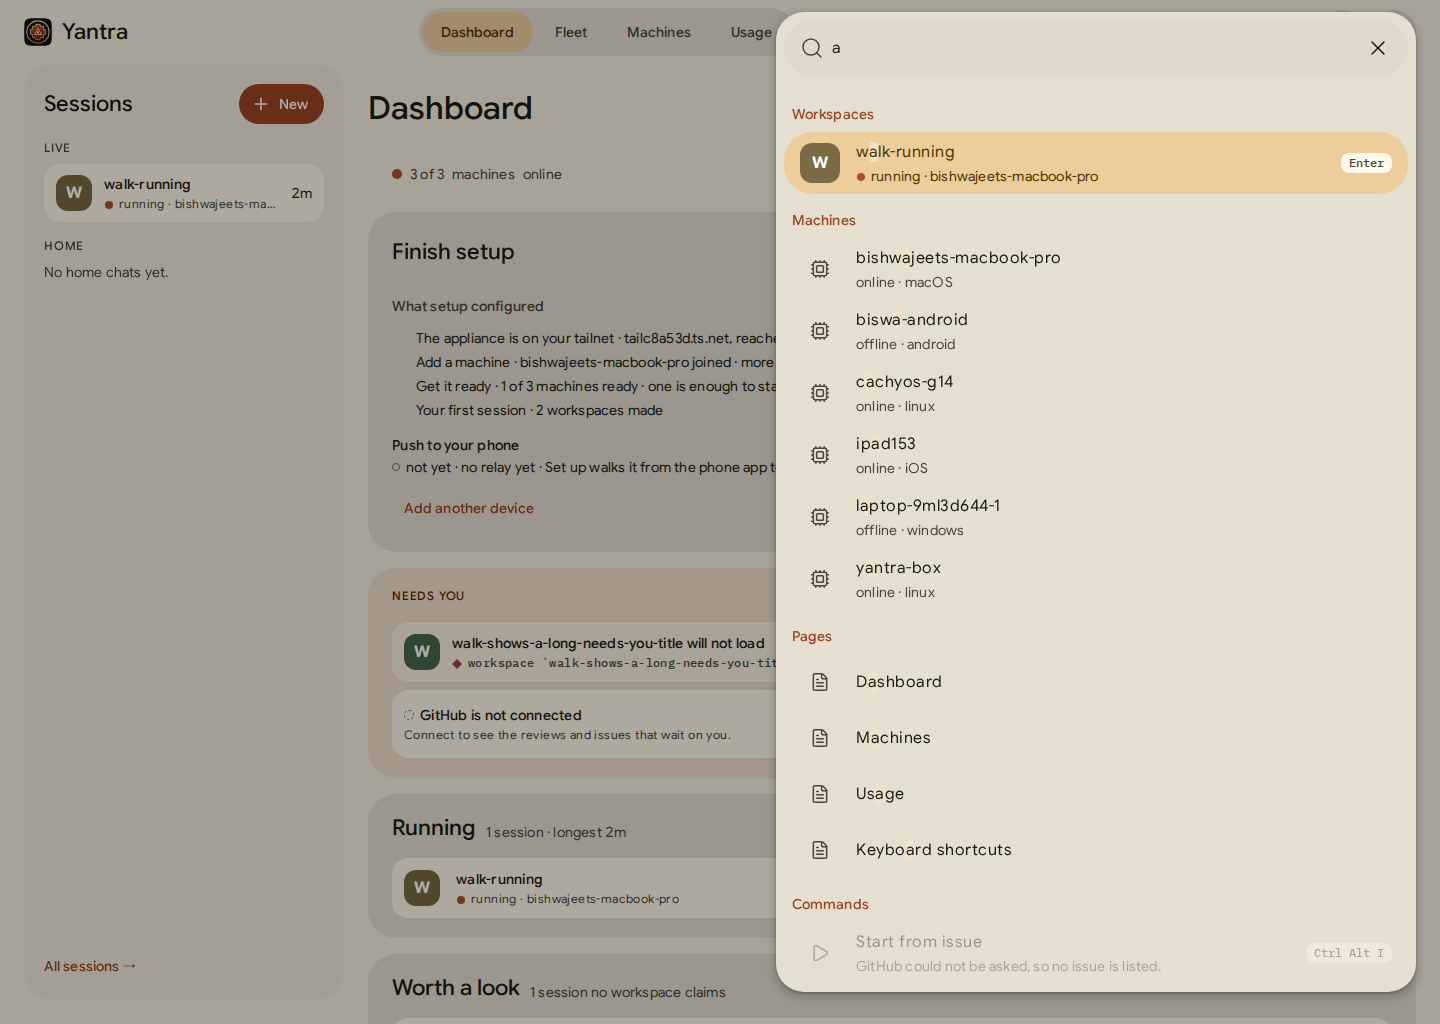 Yantra
Dashboard
Fleet
Machines
Usage
Sessions
New
LIVE
W
walk-running
running · bishwajeets-ma...
2m
HOME
No home chats yet.
All sessions →
Dashboard
3 of 3 machines online
Finish setup
What setup configured
The appliance is on your tailnet · tailc8a53d.ts.net, reache
Add a machine · bishwajeets-macbook-pro joined · more
Get it ready · 1 of 3 machines ready · one is enough to sta
Your first session · 2 workspaces made
Push to your phone
not yet · no relay yet · Set up walks it from the phone app t
Add another device
NEEDS YOU
W
walk-shows-a-long-needs-you-title will not load
workspace `walk-shows-a-long-needs-you-tit
GitHub is not connected
Connect to see the reviews and issues that wait on you.
Running
1 session · longest 2m
W
walk-running
running · bishwajeets-macbook-pro
Worth a look
1 session no workspace claims
a
Workspaces
W
walk-running
running · bishwajeets-macbook-pro
Enter
Machines
bishwajeets-macbook-pro
online · macOS
biswa-android
offline · android
cachyos-g14
online · linux
ipad153
online · iOS
laptop-9ml3d644-1
offline · windows
yantra-box
online · linux
Pages
Dashboard
Machines
Usage
Keyboard shortcuts
Commands
Start from issue
GitHub could not be asked, so no issue is listed.
Ctrl Alt I